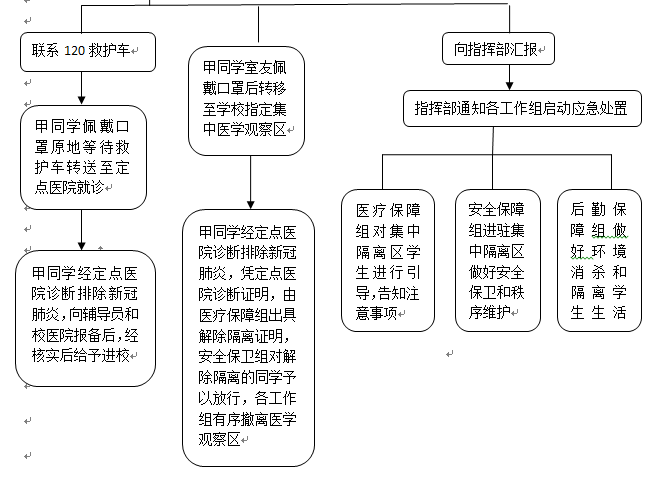 联系 120 救护车
甲同学佩戴口
罩原地等待救
护车转送至定
点医院就诊
甲同学经定点医
院诊断排除新冠
肺炎，向辅导员和
校医院报备后，经
核实后给予进校
甲同学室友佩
戴口罩后转移
至学校指定集
中医学观察区
甲同学经定点医
院诊断排除新冠
肺炎，凭定点医
院诊断证明，由
医疗保障组出具
解除隔离证明，
安全保卫组对解
除隔离的同学予
以放行，各工作
组有序撤离医学
观察区
向指挥部汇报
指挥部通知各工作组启动应急处置
医疗保障
组对集中
隔离区学
生进行引
导，告知注
意事项
安全保障
组进驻集
中隔离区
做好安全
保卫和秩
序维护
后勤保
障组做
好环境
消杀和
隔离学
生生活